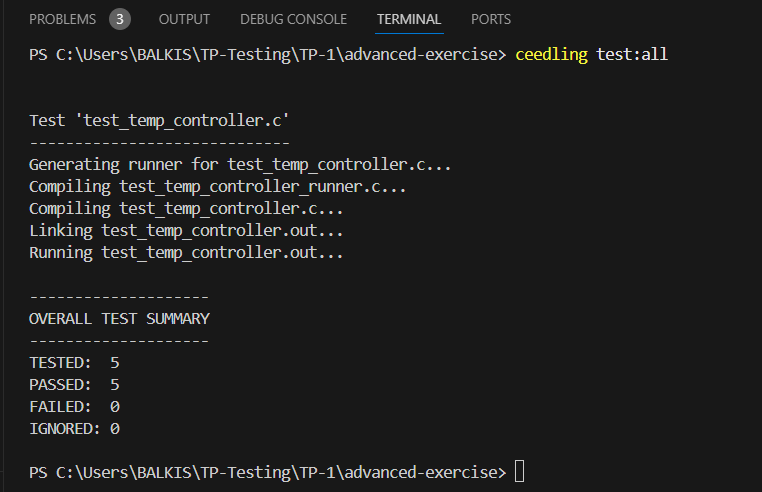 PROBLEMS 3 OUTPUT DEBUG CONSOLE TERMINAL PORTS
PS C:\Users\BALKIS\TP-Testing\TP-1\advanced-exercise> ceedling test:all
Test 'test_temp_controller.c'
-----------------------------
Generating runner for test_temp_controller.c...
Compiling test_temp_controller_runner.c...
Compiling test_temp_controller.c...
Linking test_temp_controller.out...
Running test_temp_controller.out...
--------------------
OVERALL TEST SUMMARY
--------------------
TESTED:  5
PASSED:  5
FAILED:  0
IGNORED: 0
PS C:\Users\BALKIS\TP-Testing\TP-1\advanced-exercise>